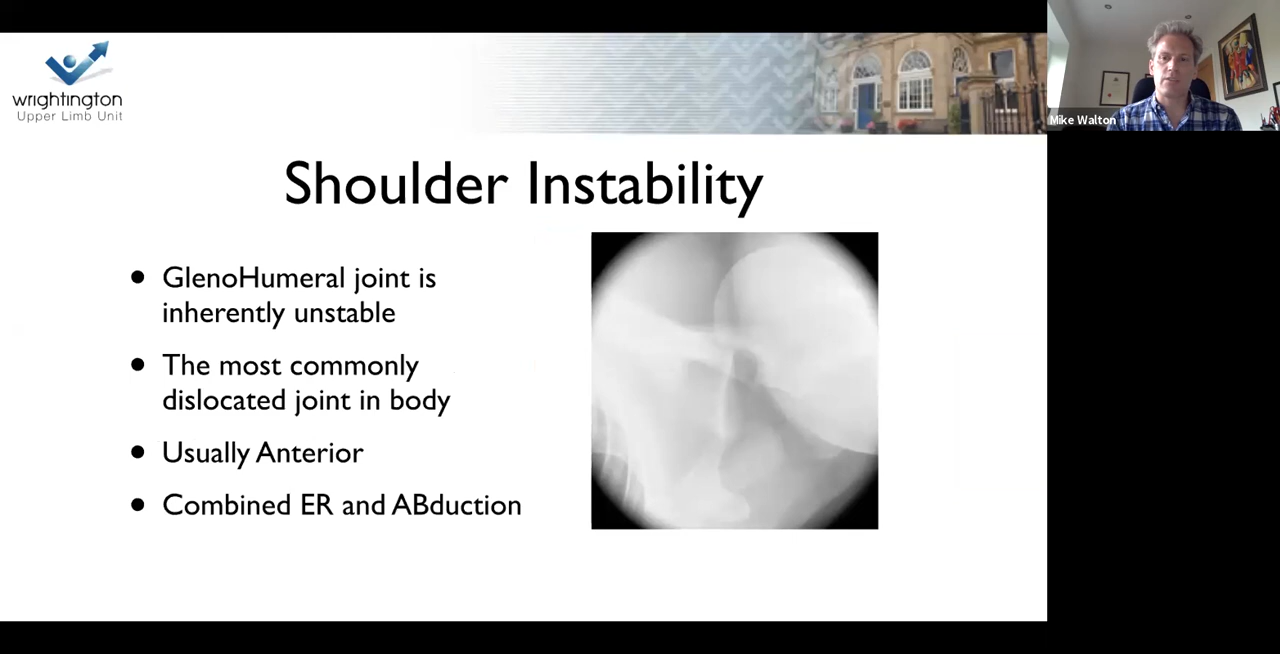 wrightington
Upper Limb Unit
Mike Walton
Shoulder Instability
• GlenoHumeral joint is
inherently unstable
• The most commonly
dislocated joint in body
• Usually Anterior
• Combined ER and ABduction